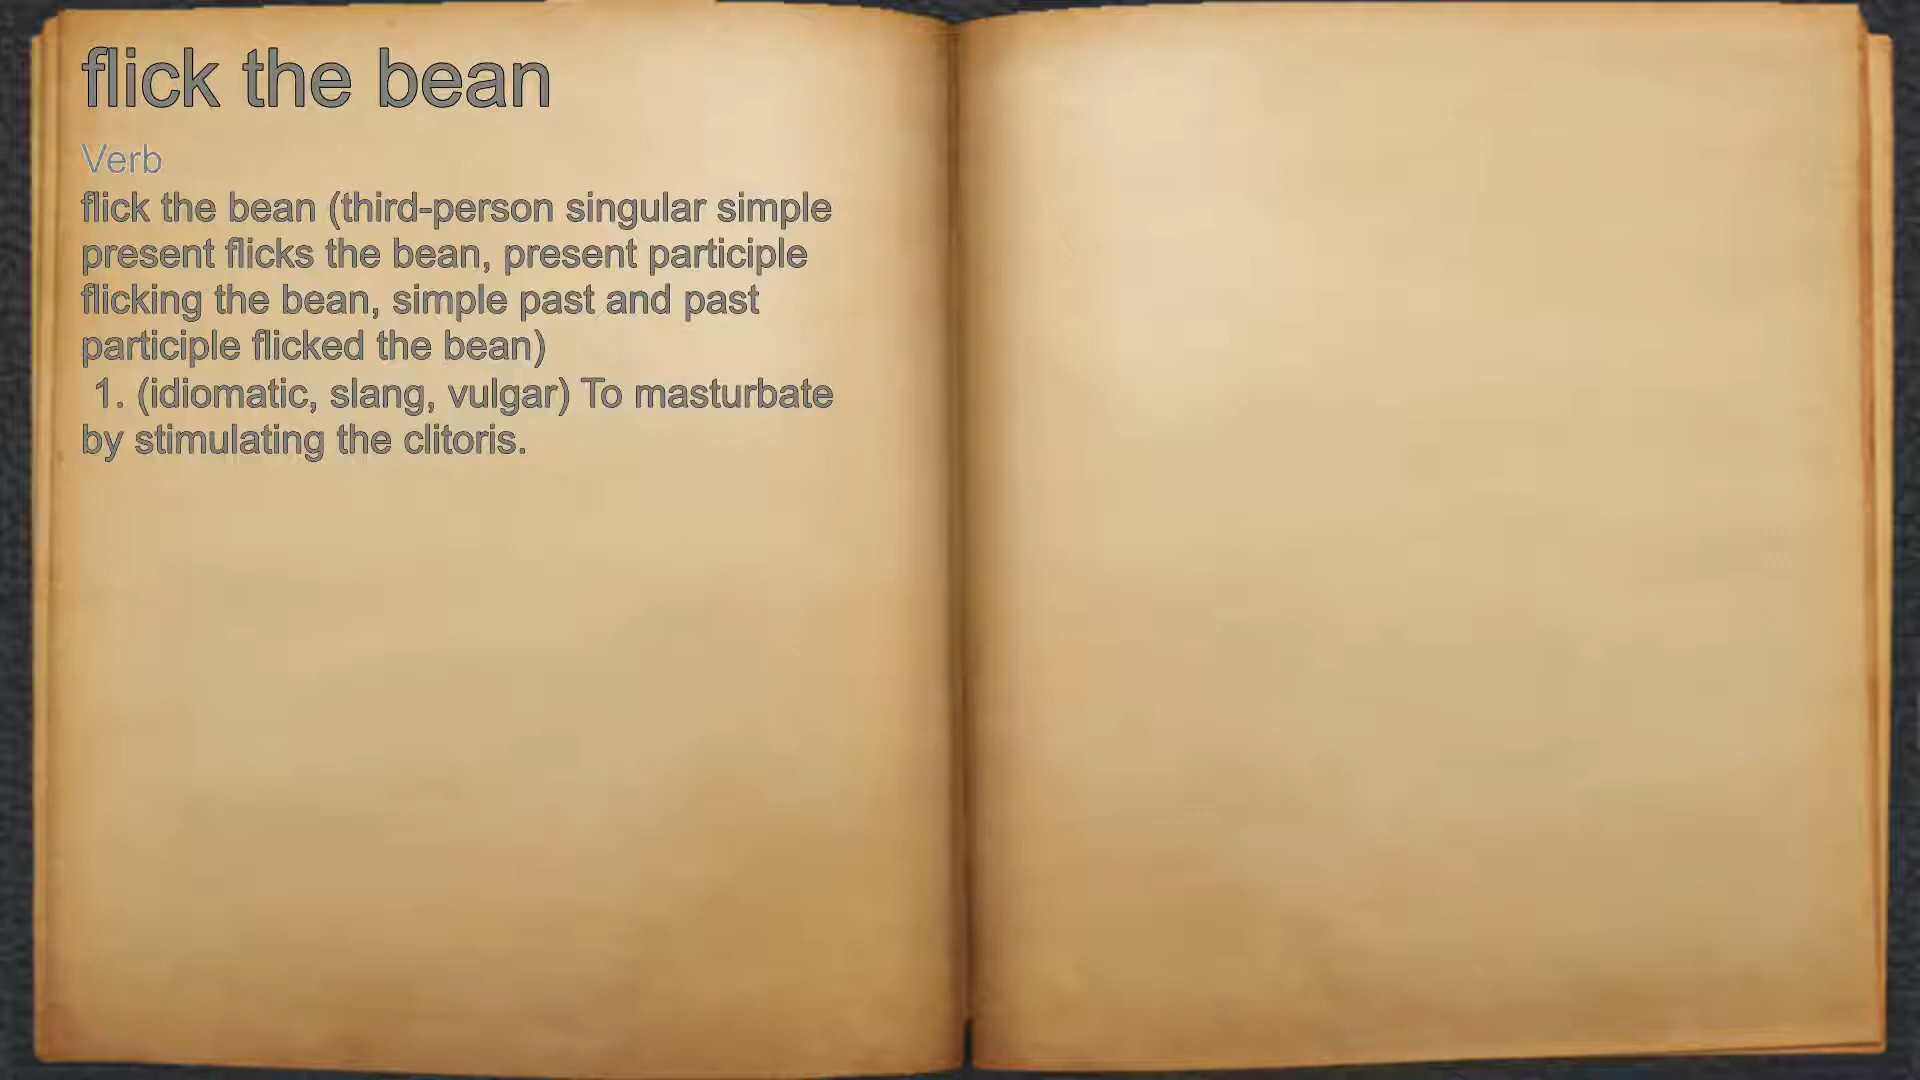 flick the bean
Verb
flick the bean (third-person singular simple
present flicks the bean, present participle
flicking the bean, simple past and past
participle flicked the bean)
1. (idiomatic, slang, vulgar) To masturbate
by stimulating the clitoris.